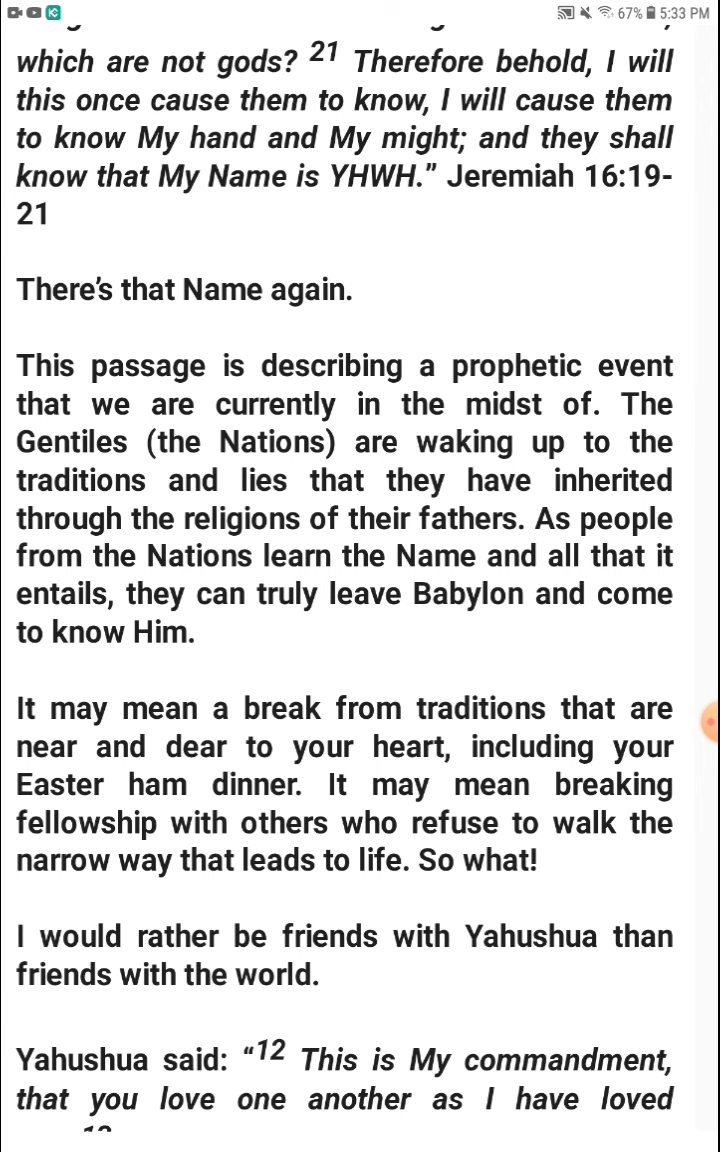 67% 5:33 PM
which are not gods? 21 Therefore behold, I will
this once cause them to know, I will cause them
to know My hand and My might; and they shall
know that My Name is YHWH.” Jeremiah 16:19-
21
There’s that Name again.
This passage is describing a prophetic event
that we are currently in the midst of. The
Gentiles (the Nations) are waking up to the
traditions and lies that they have inherited
through the religions of their fathers. As people
from the Nations learn the Name and all that it
entails, they can truly leave Babylon and come
to know Him.
It may mean a break from traditions that are
near and dear to your heart, including your
Easter ham dinner. It may mean breaking
fellowship with others who refuse to walk the
narrow way that leads to life. So what!
I would rather be friends with Yahushua than
friends with the world.
Yahushua said: “12 This is My commandment,
that you love one another as I have loved